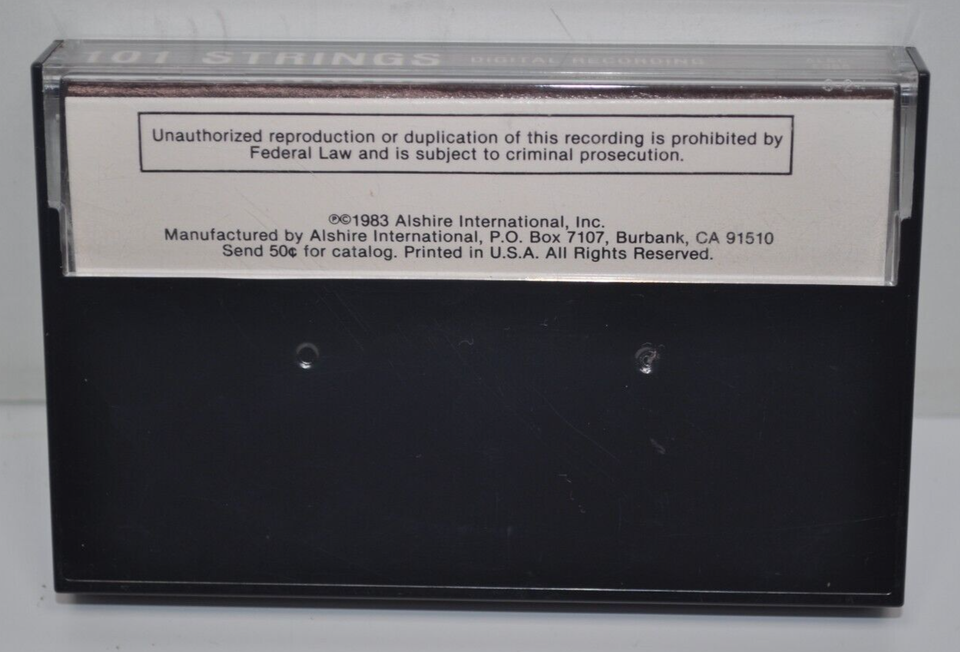 101 STRINGS DIGITAL RECORDING
Unauthorized reproduction or duplication of this recording is prohibited by
Federal Law and is subject to criminal prosecution.
℗©1983 Alshire International, Inc.
Manufactured by Alshire International, P.O. Box 7107, Burbank, CA 91510
Send 50¢ for catalog. Printed in U.S.A. All Rights Reserved.